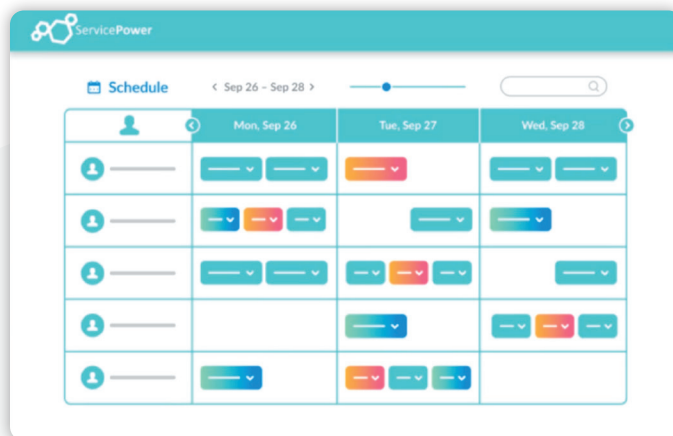 ServicePower
Schedule
Sep 26 – Sep 28
Mon, Sep 26
Tue, Sep 27
Wed, Sep 28